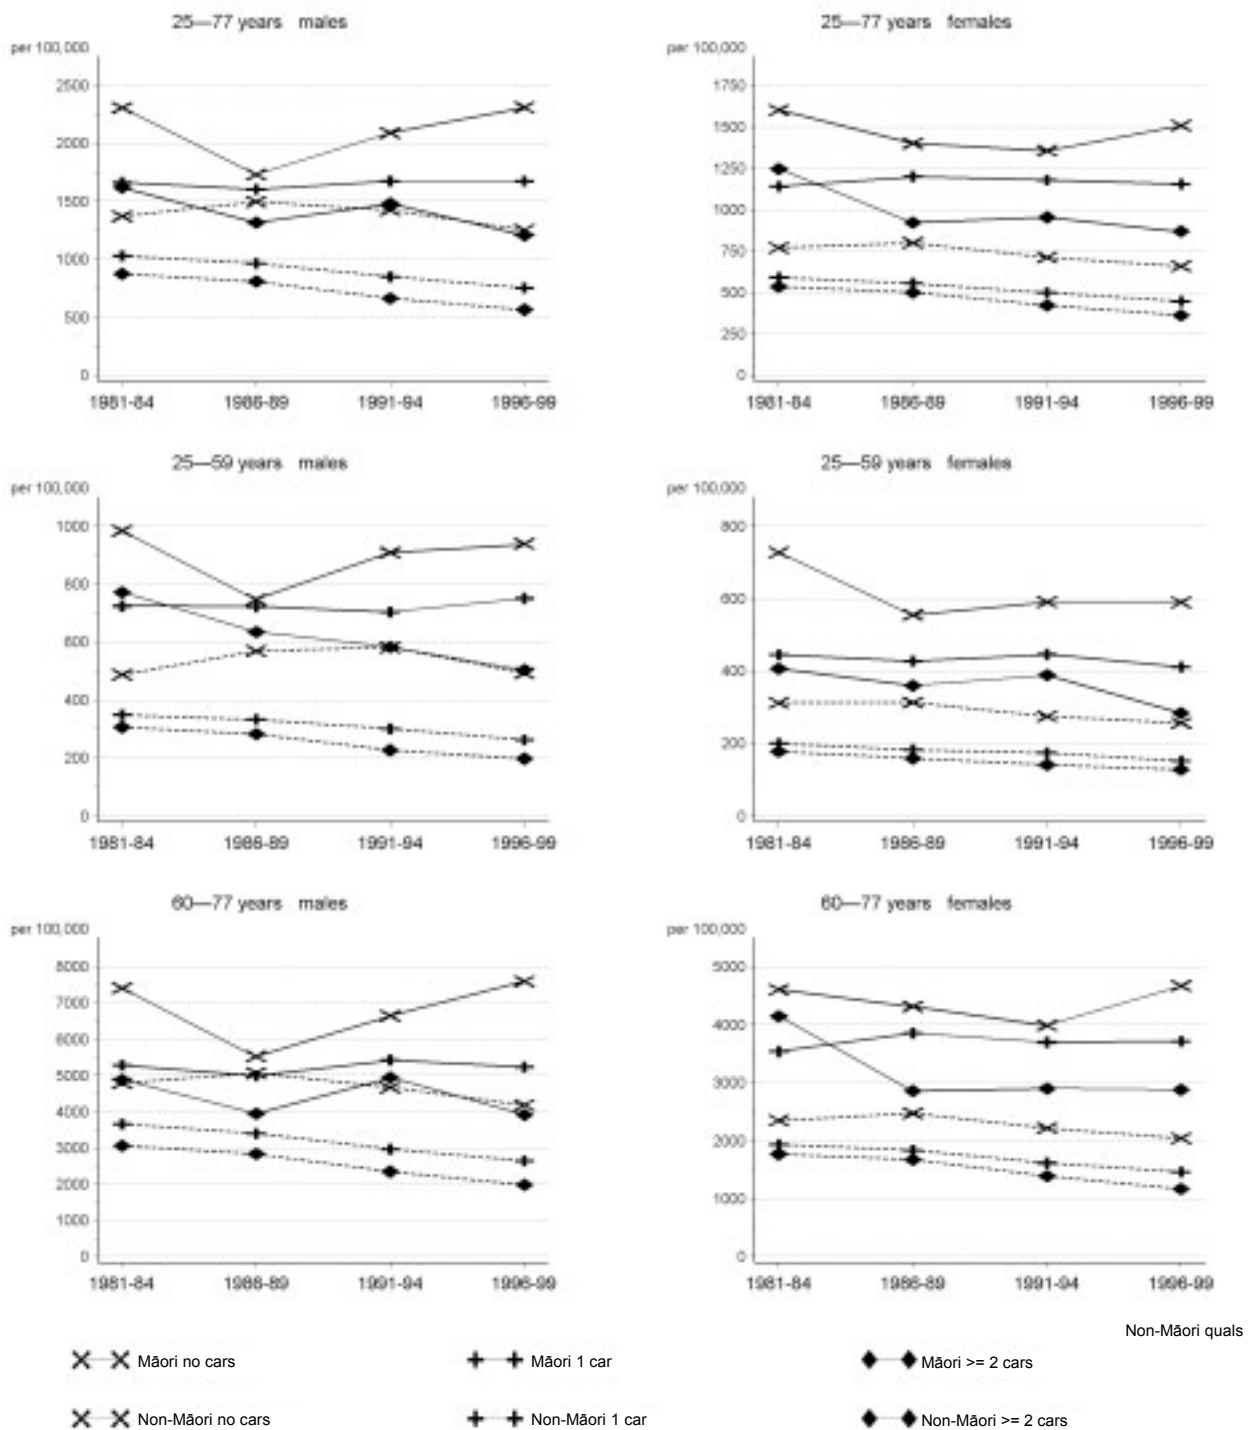 25—77 years males
25—77 years females
per 100,000
per 100,000
2500
2000
1500
1000
500
0
1981-84 1986-89 1991-94 1996-99
1750
1500
1250
1000
750
500
250
0
1981-84 1986-89 1991-94 1996-99
25—59 years males
25—59 years females
per 100,000
per 100,000
1000
800
600
400
200
0
1981-84 1986-89 1991-94 1996-99
800
600
400
200
0
1981-84 1986-89 1991-94 1996-99
60—77 years males
60—77 years females
per 100,000
per 100,000
8000
7000
6000
5000
4000
3000
2000
1000
0
1981-84 1986-89 1991-94 1996-99
5000
4000
3000
2000
1000
0
1981-84 1986-89 1991-94 1996-99
Non-Māori quals
Māori no cars Māori 1 car Māori >= 2 cars
Non-Māori no cars Non-Māori 1 car Non-Māori >= 2 cars